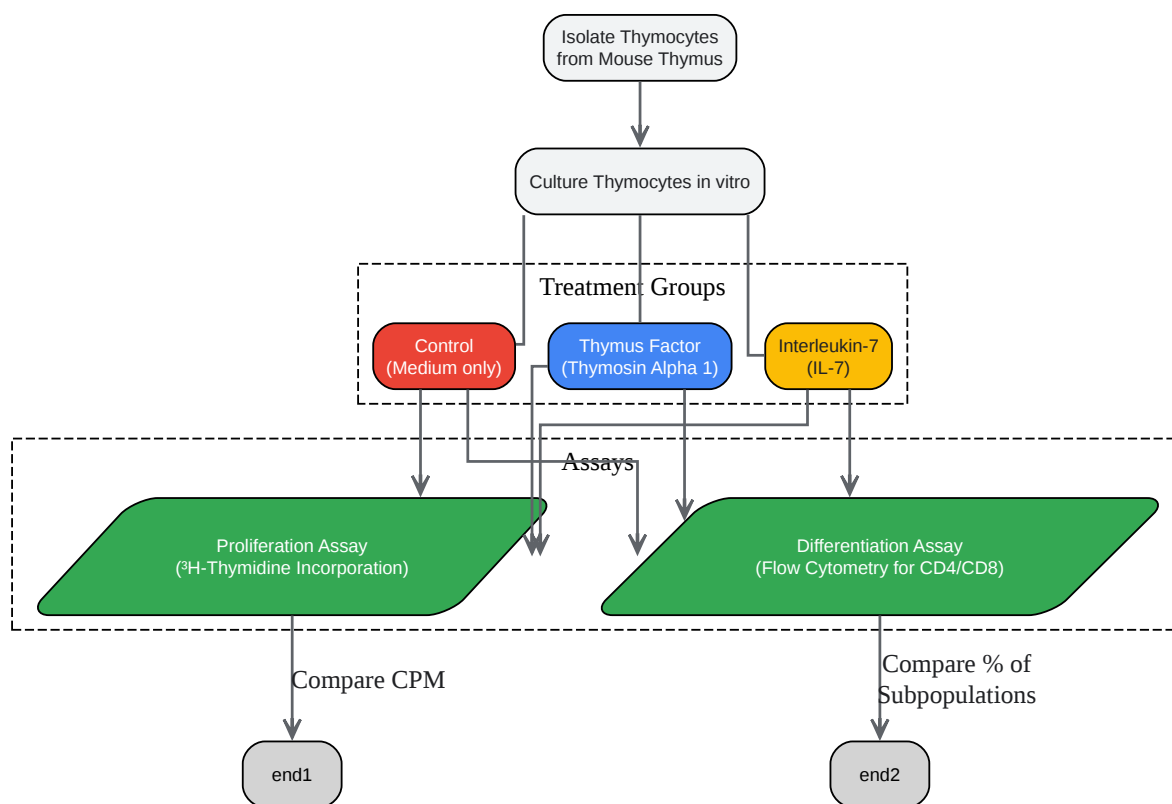 Isolate Thymocytes
from Mouse Thymus
Culture Thymocytes in vitro
Treatment Groups
Control
(Medium only)
Thymus Factor
(Thymosin Alpha 1)
Interleukin-7
(IL-7)
Assays
Proliferation Assay
(³H-Thymidine Incorporation)
Differentiation Assay
(Flow Cytometry for CD4/CD8)
Compare CPM
Compare % of
Subpopulations
end1
end2